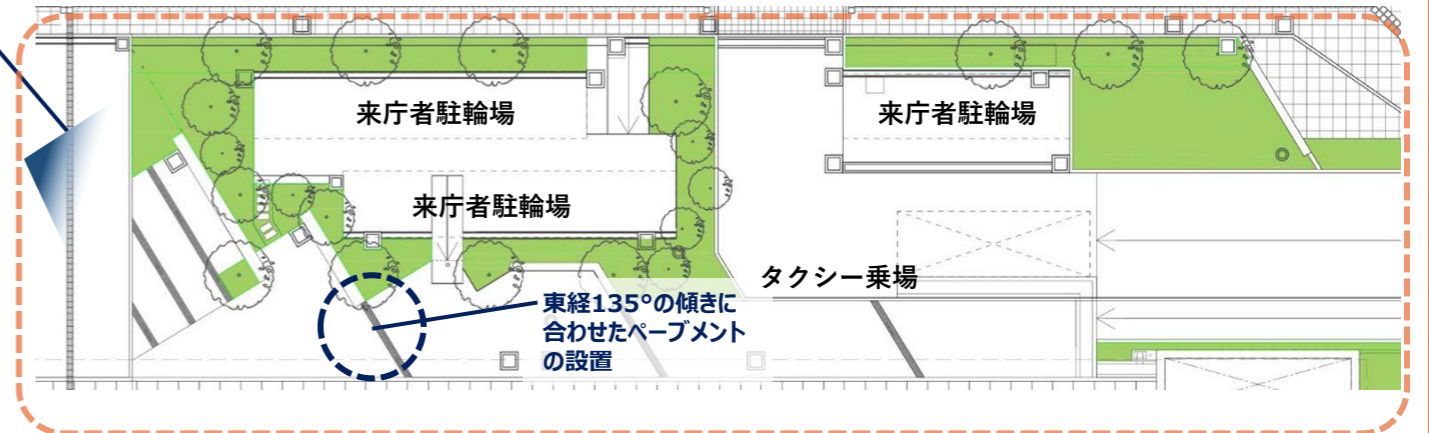 来庁者駐輪場
来庁者駐輪場
来庁者駐輪場
タクシー乗場
東経135°の傾きに
合わせたペーブメント
の設置